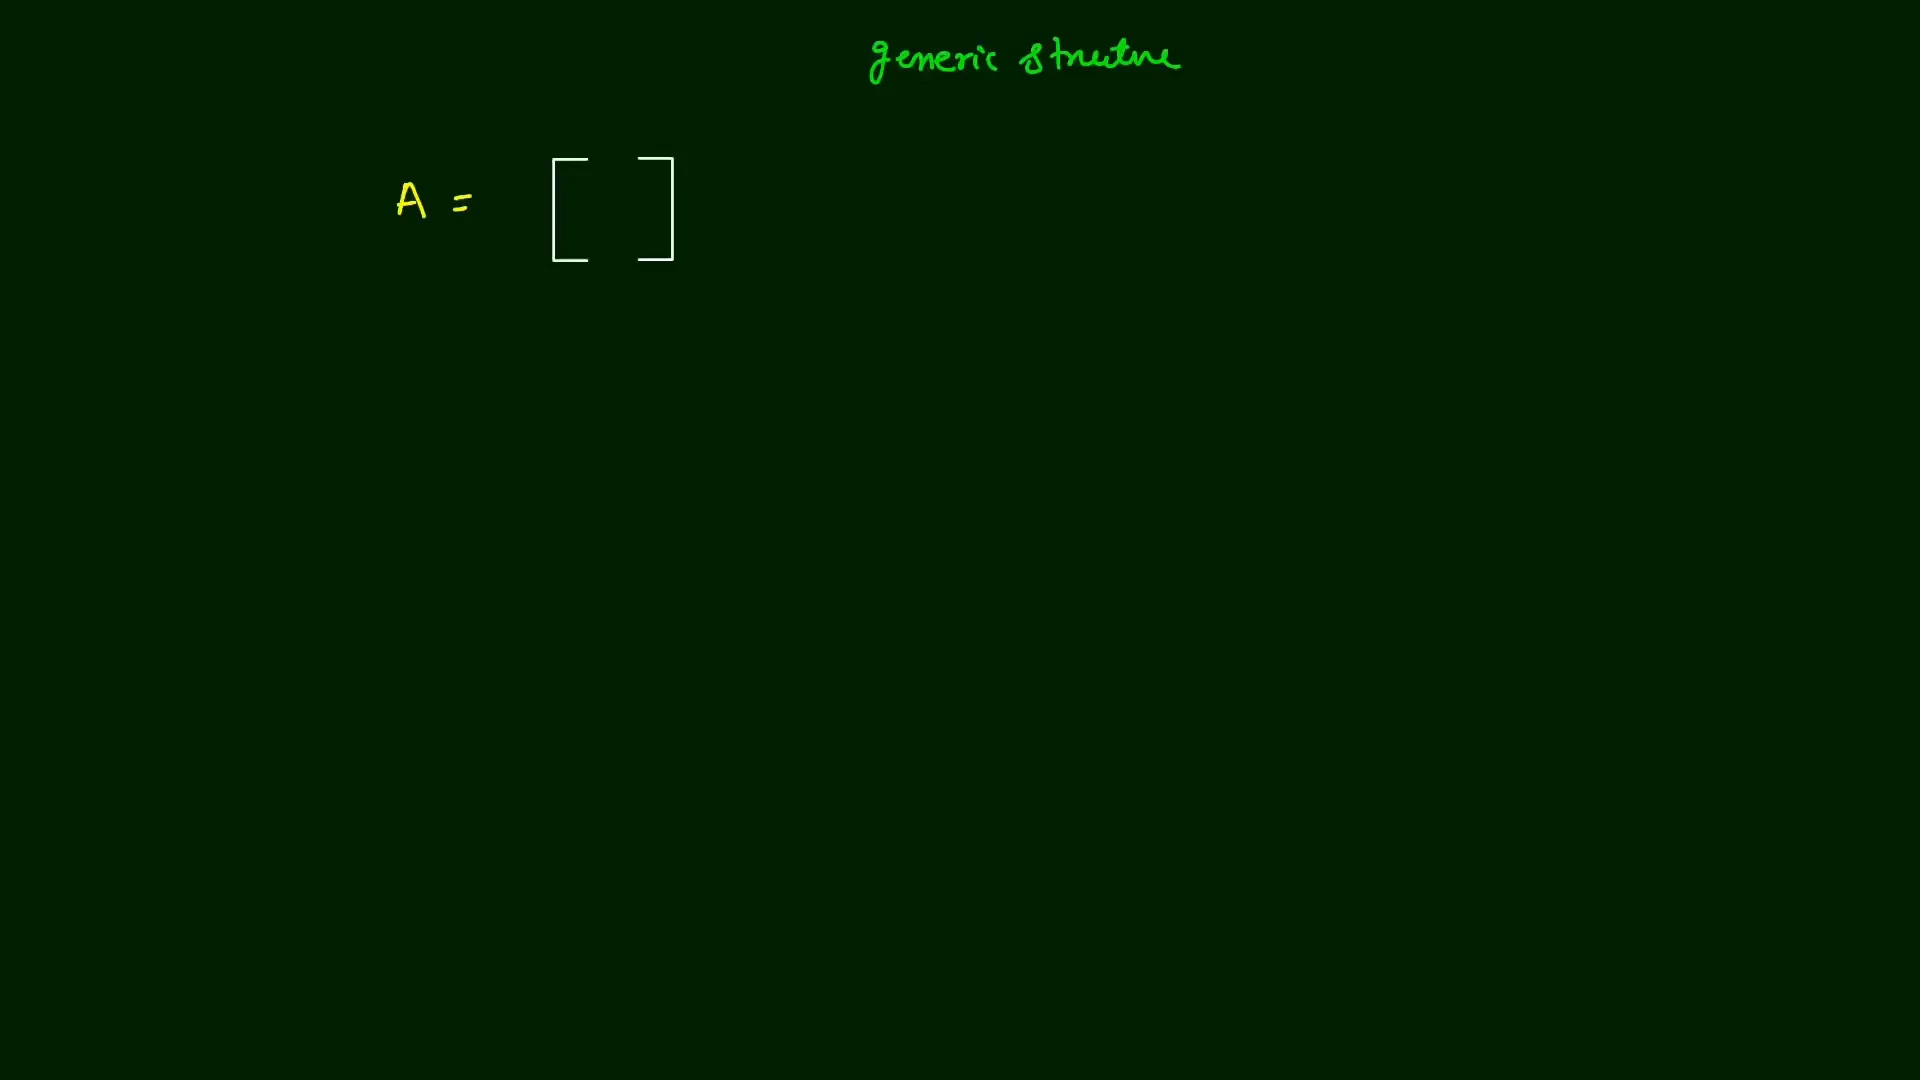 generic structure
A = [ ]